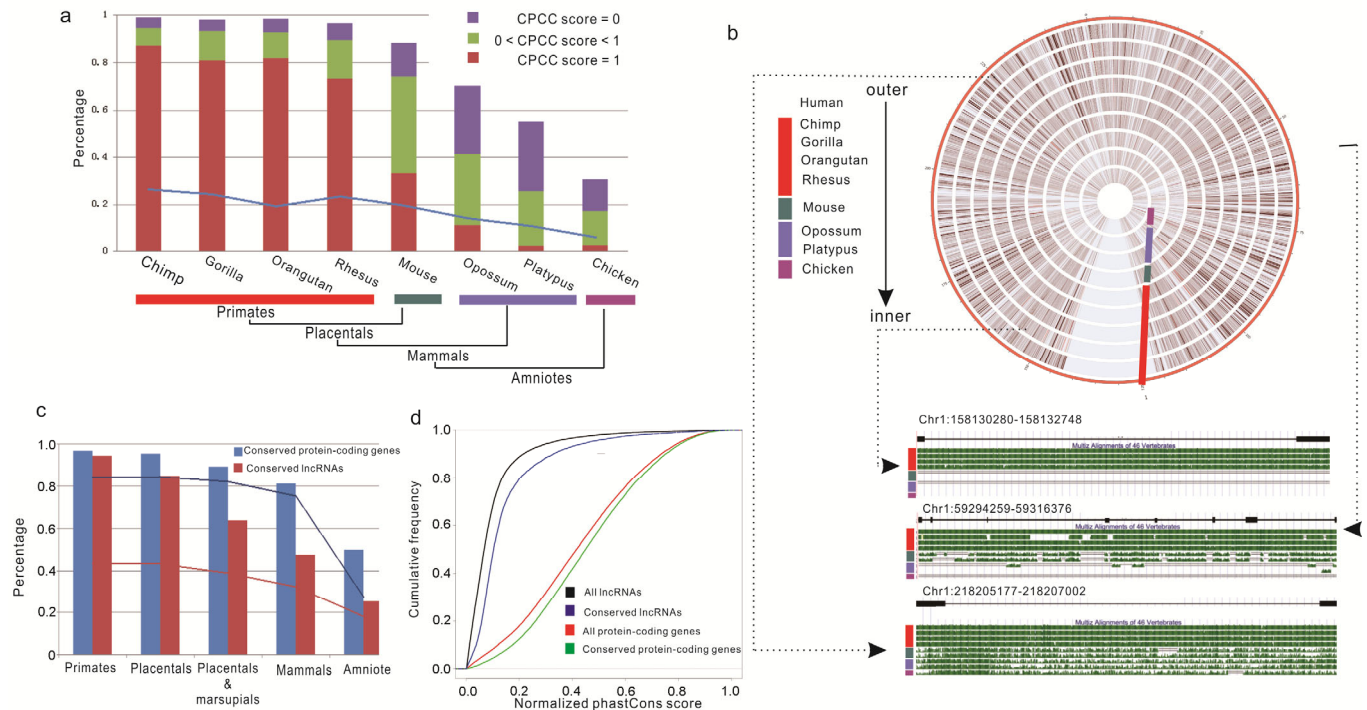 a
CPCC score = 0
0 < CPCC score < 1
CPCC score = 1
1
0.8
0.6
0.4
0.2
0
Percentage
Chimp
Gorilla
Orangutan
Rhesus
Mouse
Opossum
Platypus
Chicken
Primates
Placentals
Mammals
Amniotes
b
outer
Human
Chimp
Gorilla
Orangutan
Rhesus
Mouse
Opossum
Platypus
Chicken
inner
Chr1:158130280-158132748
Multiz Alignments of 46 Vertebrates
Chr1:59294259-59316376
Multiz Alignments of 46 Vertebrates
Chr1:218205177-218207002
Multiz Alignments of 46 Vertebrates
c
Conserved protein-coding genes
Conserved lncRNAs
1.0
0.8
0.6
0.4
0.2
0
Percentage
Primates
Placentals
Placentals
&
marsupials
Mammals
Amniote
d
1.0
0.8
0.6
0.4
0.2
0.0
Cumulative frequency
All lncRNAs
Conserved lncRNAs
All protein-coding genes
Conserved protein-coding genes
0.0 0.2 0.4 0.6 0.8 1.0
Normalized phastCons score